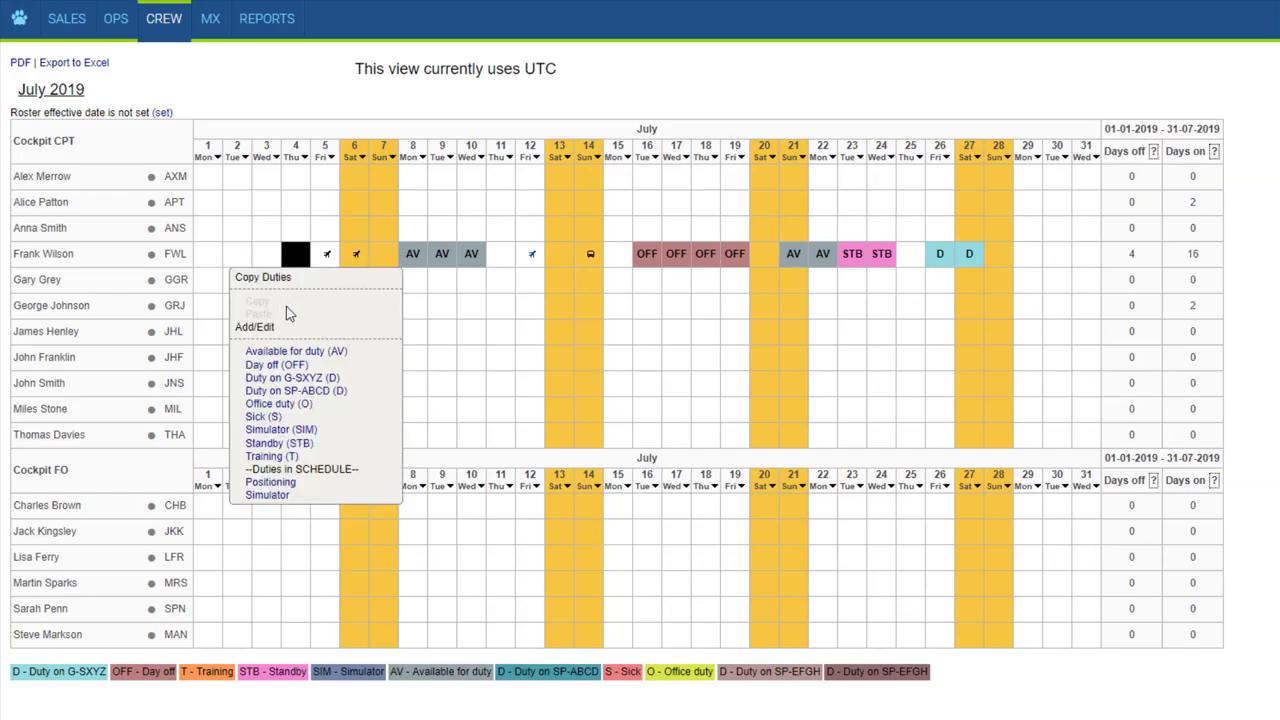 SALES OPS CREW MX REPORTS
PDF | Export to Excel
This view currently uses UTC
July 2019
Roster effective date is not set (set)
Cockpit CPT July 01-01-2019 - 31-07-2019
1 2 3 4 5 6 7 8 9 10 11 12 13 14 15 16 17 18 19 20 21 22 23 24 25 26 27 28 29 30 31 Days off ? Days on ?
Mon Tue Wed Thu Fri Sat Sun Mon Tue Wed Thu Fri Sat Sun Mon Tue Wed Thu Fri Sat Sun Mon Tue Wed Thu Fri Sat Sun Mon Tue Wed
Alex Merrow AXM 0 0
Alice Patton APT 0 2
Anna Smith ANS 0 0
Frank Wilson FWL AV AV AV OFF OFF OFF OFF AV AV STB STB D D 4 16
Gary Grey GGR 0 0
George Johnson GRJ 0 2
James Henley JHL 0 0
John Franklin JHF 0 0
John Smith JNS 0 0
Miles Stone MIL 0 0
Thomas Davies THA 0 0
Copy Duties
Copy
Paste
Add/Edit
Available for duty (AV)
Day off (OFF)
Duty on G-SXYZ (D)
Duty on SP-ABCD (D)
Office duty (O)
Sick (S)
Simulator (SIM)
Standby (STB)
Training (T)
--Duties in SCHEDULE--
Positioning
Simulator
Cockpit FO July 01-01-2019 - 31-07-2019
1 8 9 10 11 12 13 14 15 16 17 18 19 20 21 22 23 24 25 26 27 28 29 30 31 Days off ? Days on ?
Mon Mon Tue Wed Thu Fri Sat Sun Mon Tue Wed Thu Fri Sat Sun Mon Tue Wed Thu Fri Sat Sun Mon Tue Wed
Charles Brown CHB 0 0
Jack Kingsley JKK 0 0
Lisa Ferry LFR 0 0
Martin Sparks MRS 0 0
Sarah Penn SPN 0 0
Steve Markson MAN 0 0
D - Duty on G-SXYZ OFF - Day off T - Training STB - Standby SIM - Simulator AV - Available for duty D - Duty on SP-ABCD S - Sick O - Office duty D - Duty on SP-EFGH D - Duty on SP-EFGH